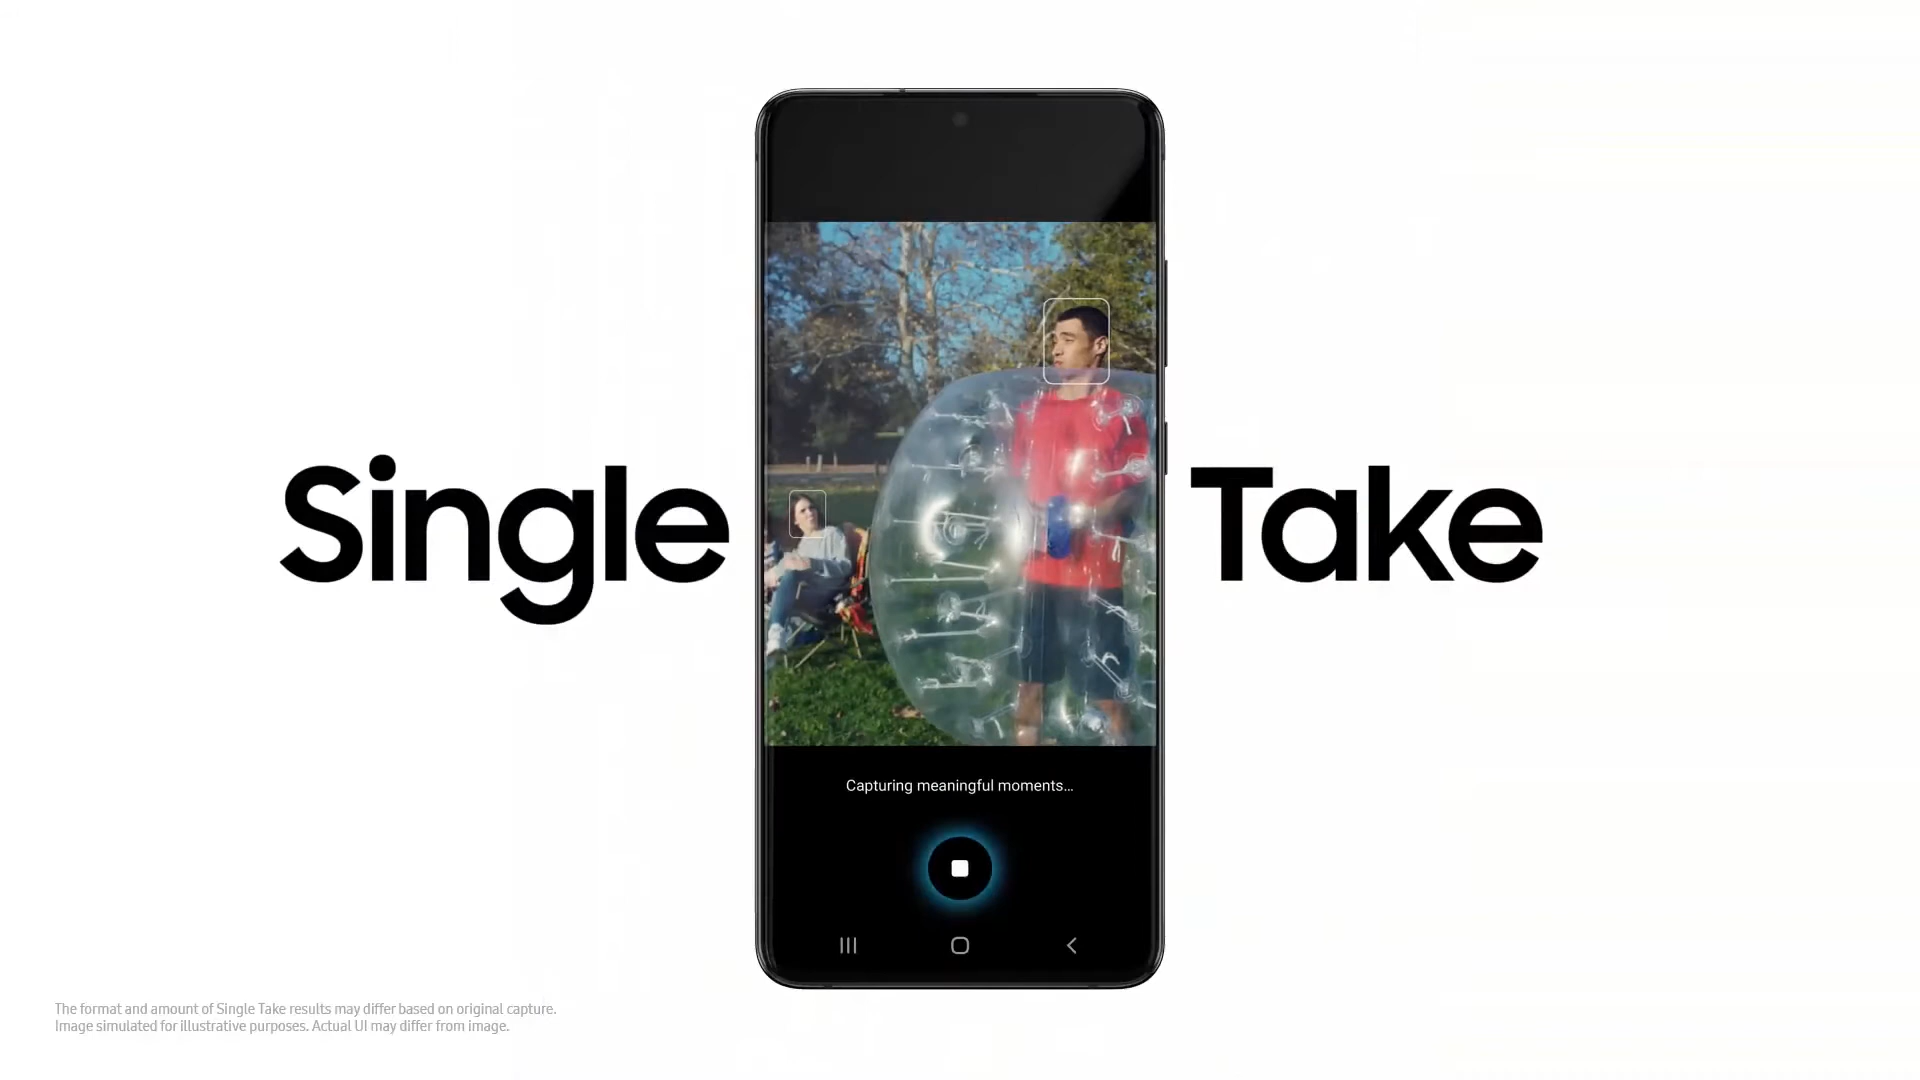 Single Take
Capturing meaningful moments...
The format and amount of Single Take results may differ based on original capture.
Image simulated for illustrative purposes. Actual UI may differ from image.